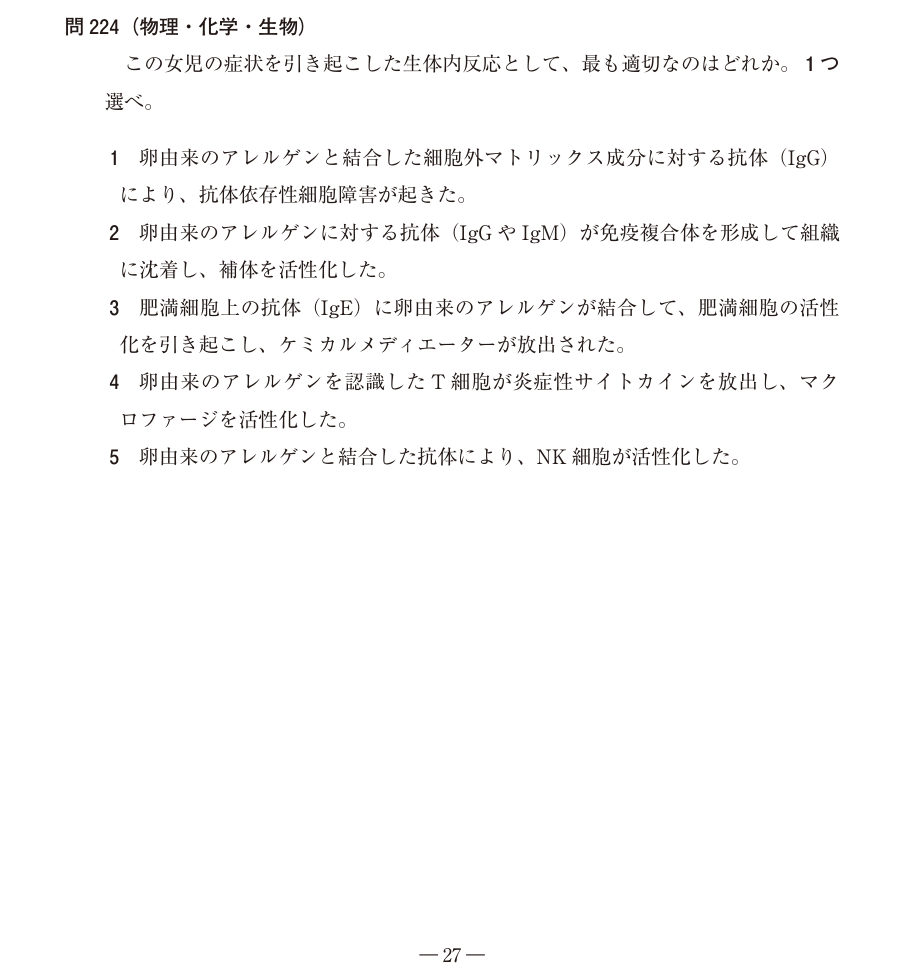 問 224（物理・化学・生物）
この女児の症状を引き起こした生体内反応として、最も適切なのはどれか。1つ
選べ。
1 卵由来のアレルゲンと結合した細胞外マトリックス成分に対する抗体（IgG）
により、抗体依存性細胞障害が起きた。
2 卵由来のアレルゲンに対する抗体（IgG や IgM）が免疫複合体を形成して組織
に沈着し、補体を活性化した。
3 肥満細胞上の抗体（IgE）に卵由来のアレルゲンが結合して、肥満細胞の活性
化を引き起こし、ケミカルメディエーターが放出された。
4 卵由来のアレルゲンを認識した T 細胞が炎症性サイトカインを放出し、マク
ロファージを活性化した。
5 卵由来のアレルゲンと結合した抗体により、NK 細胞が活性化した。
― 27 ―